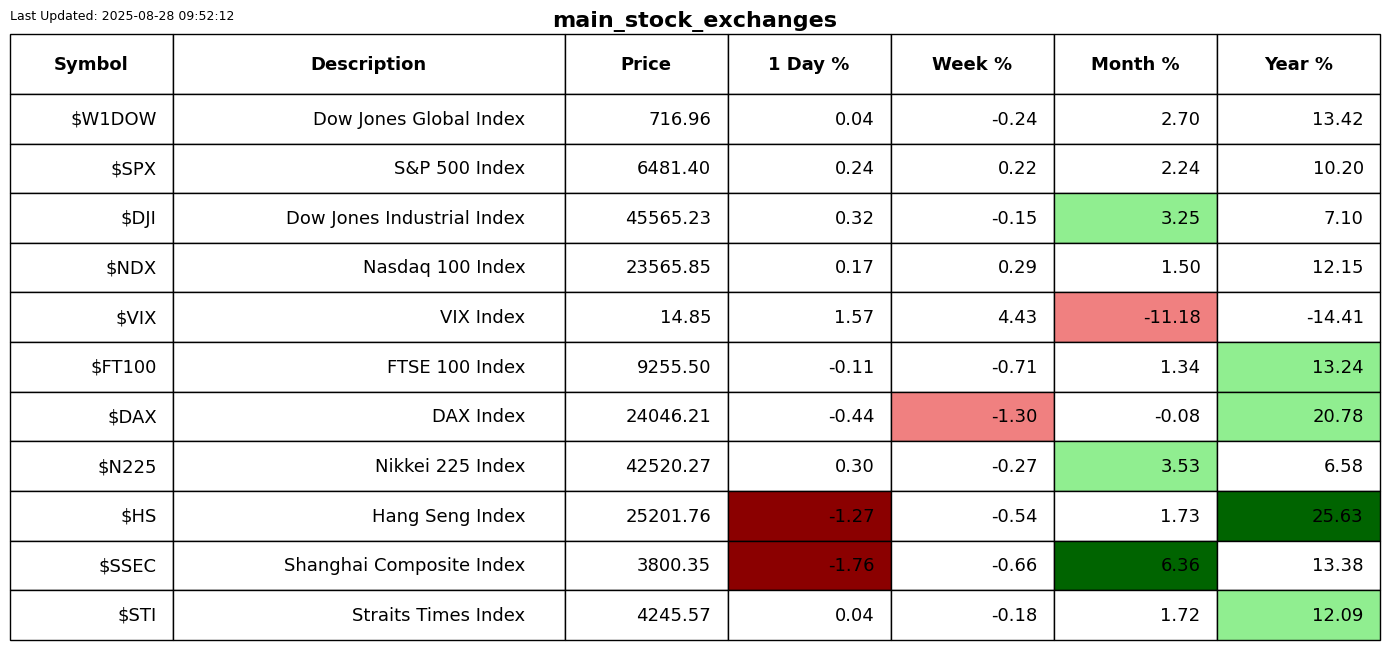 Last Updated: 2025-08-28 09:52:12
main_stock_exchanges
Symbol Description Price 1 Day % Week % Month % Year %
$W1DOW Dow Jones Global Index 716.96 0.04 -0.24 2.70 13.42
$SPX S&P 500 Index 6481.40 0.24 0.22 2.24 10.20
$DJI Dow Jones Industrial Index 45565.23 0.32 -0.15 3.25 7.10
$NDX Nasdaq 100 Index 23565.85 0.17 0.29 1.50 12.15
$VIX VIX Index 14.85 1.57 4.43 -11.18 -14.41
$FT100 FTSE 100 Index 9255.50 -0.11 -0.71 1.34 13.24
$DAX DAX Index 24046.21 -0.44 -1.30 -0.08 20.78
$N225 Nikkei 225 Index 42520.27 0.30 -0.27 3.53 6.58
$HS Hang Seng Index 25201.76 -1.27 -0.54 1.73 25.63
$SSEC Shanghai Composite Index 3800.35 -1.76 -0.66 6.36 13.38
$STI Straits Times Index 4245.57 0.04 -0.18 1.72 12.09